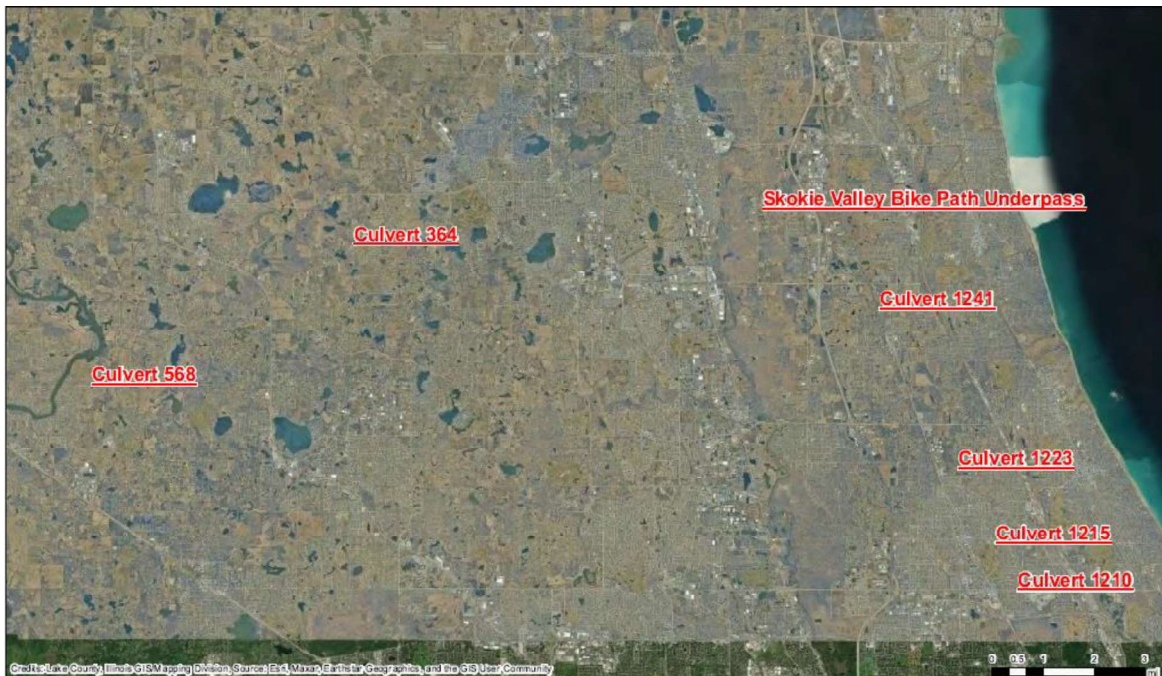 Skokie Valley Bike Path Underpass
Culvert 364
Culvert 1241
Culvert 568
Culvert 1223
Culvert 1215
Culvert 1210
Credits: Lake County, Illinois GIS/Mapping Division, Source: Esri, Maxar, Earthstar Geographics, and the GIS User Community
0 0.5 1 2 3
mi